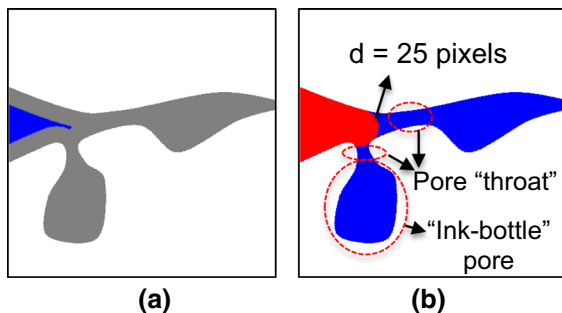 d = 25 pixels
Pore “throat”
“Ink-bottle”
pore
(a)
(b)